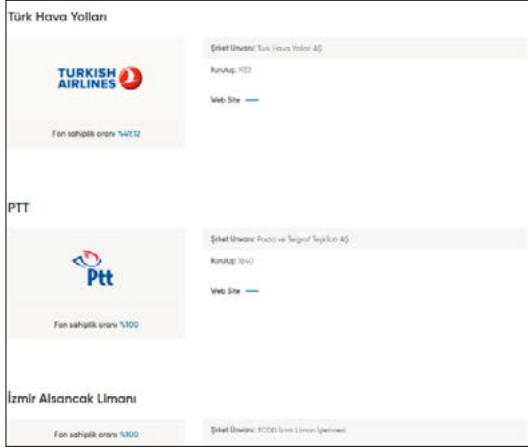 Türk Hava Yolları
TURKISH
AIRLINES
Şirket Ünvanı: Türk Hava Yolları AŞ
Kuruluş: 1933
Web Site
Fon sahiplik oranı %49,12
PTT
Ptt
Şirket Ünvanı: Posta ve Telgraf Teşkilatı AŞ
Kuruluş: 1840
Web Site
Fon sahiplik oranı %100
İzmir Alsancak Limanı
Fon sahiplik oranı %100
Şirket Ünvanı: TCDD İzmir Liman İşletmesi